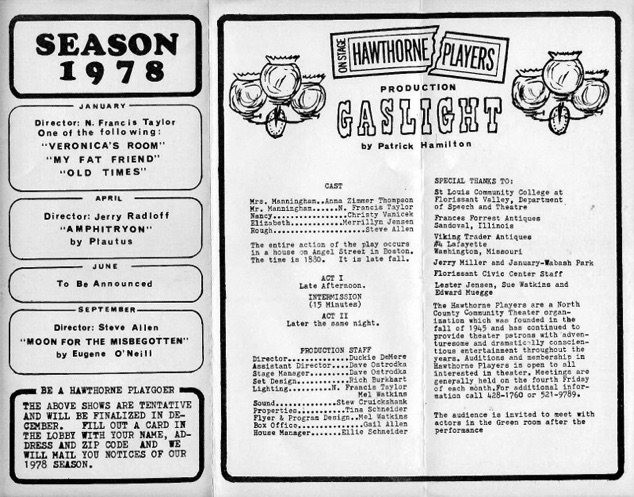 SEASON
1978
JANUARY
Director: N. Francis Taylor
One of the following:
"VERONICA'S ROOM"
"MY FAT FRIEND"
"OLD TIMES"
APRIL
Director: Jerry Radloff
"AMPHITRYON"
by Plautus
JUNE
To Be Announced
SEPTEMBER
Director: Steve Allen
"MOON FOR THE MISBEGOTTEN"
by Eugene O'Neill
BE A HAWTHORNE PLAYGOER
THE ABOVE SHOWS ARE TENTATIVE
AND WILL BE FINALIZED IN DE-
CEMBER. FILL OUT A CARD IN
THE LOBBY WITH YOUR NAME, AD-
DRESS AND ZIP CODE AND WE
WILL MAIL YOU NOTICES OF OUR
1978 SEASON.
ON STAGE
HAWTHORNE PLAYERS
PRODUCTION
GASLIGHT
by Patrick Hamilton
CAST
Mrs. Manningham..Anna Zimmer Thompson
Mr. Manningham......N. Francis Taylor
Nancy................Christy Vanicek
Elizabeth............Merrilyn Jensen
Rough....................Steve Allen
The entire action of the play occurs
in a house on Angel Street in Boston.
The time is 1880. It is late fall.
ACT I
Late Afternoon.
INTERMISSION
(15 Minutes)
ACT II
Later the same night.
PRODUCTION STAFF
Director..............Duckie DeMere
Assistant Director....Dave Ostrodka
Stage Manager.........Dave Ostrodka
Set Design............Rich Burkhart
Lighting...........N. Francis Taylor
Mel Watkins
Sound...............Stew Cruickshank
Properties............Tina Schneider
Flyer & Program Design..Mel Watkins
Box Office...............Gail Allen
House Manager........Ellie Schneider
SPECIAL THANKS TO:
St Louis Community College at
Florissant Valley, Department
of Speech and Theatre
Frances Forrest Antiques
Sandoval, Illinois
Viking Trader Antiques
#4 Lafayette
Washington, Missouri
Jerry Miller and January-Wabash Park
Florissant Civic Center Staff
Lester Jensen, Sue Watkins and
Edward Muegge
The Hawthorne Players are a North
County Community Theater organ-
ization which was founded in the
fall of 1945 and has continued to
provide theater patrons with adven-
turesome and dramatically conscien-
tious entertainment throughout the
years. Auditions and membership in
Hawthorne Players is open to all
interested in theater. Meetings are
generally held on the fourth Friday
of each month.For additional infor-
mation call 428-1760 or 521-9789.
The audience is invited to meet with
actors in the Green room after the
performance